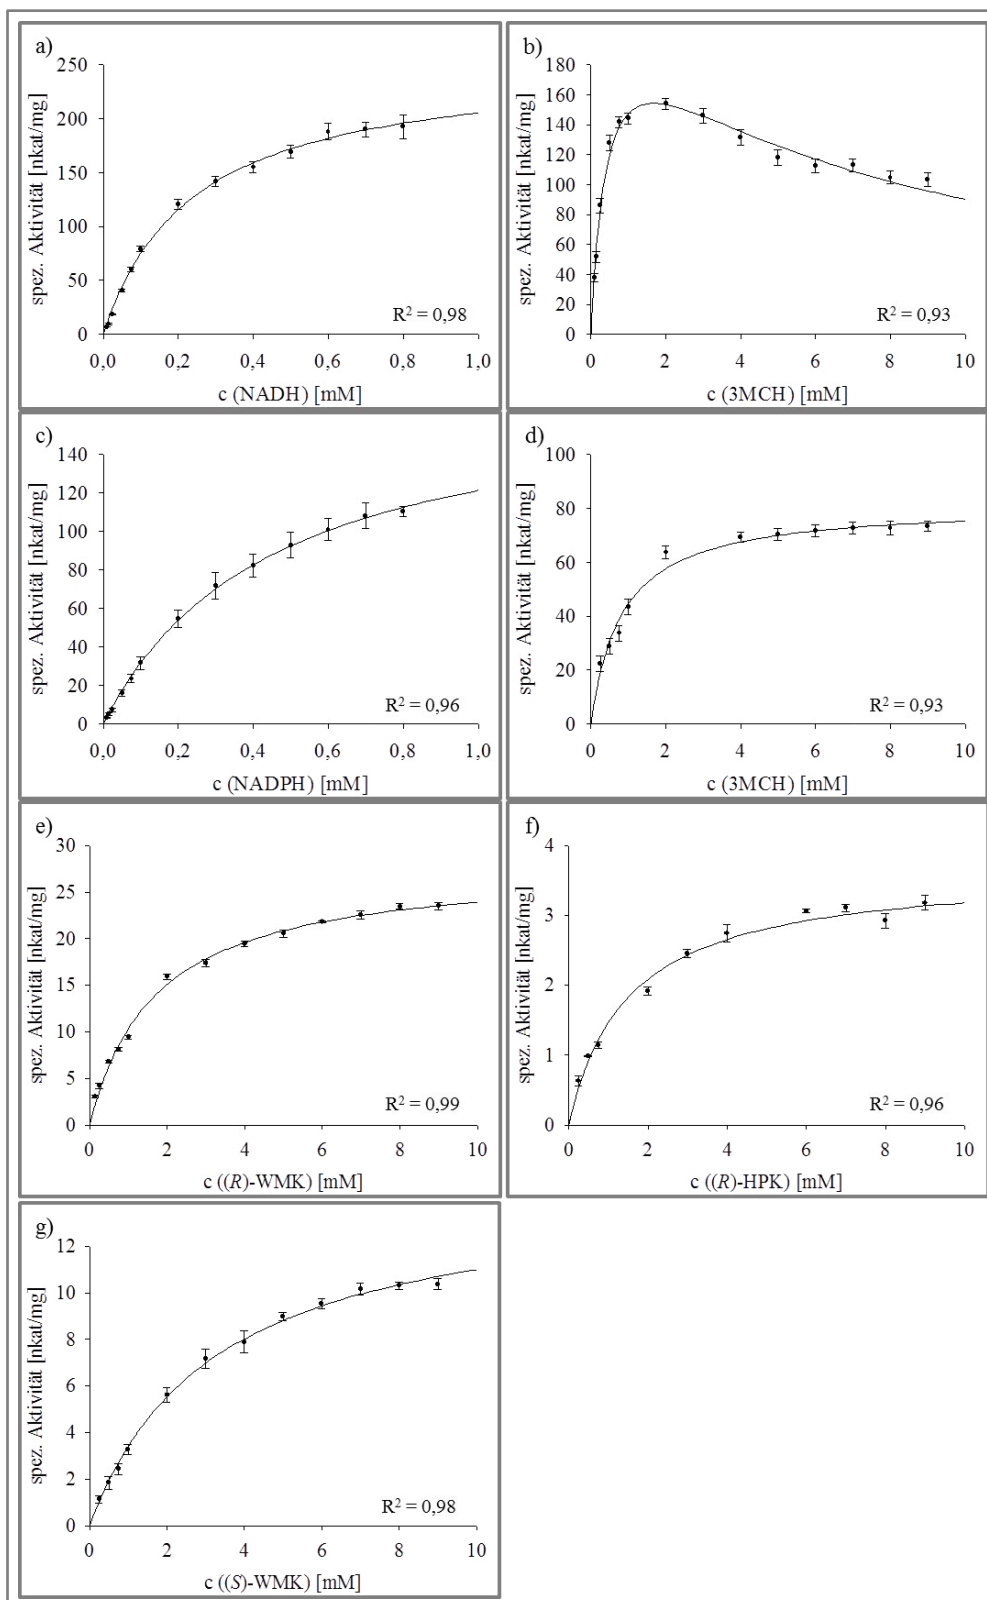 a)
spez. Aktivität [nkat/mg]
250
200
150
100
50
0
R² = 0,98
0,0 0,2 0,4 0,6 0,8 1,0
c (NADH) [mM]
b)
spez. Aktivität [nkat/mg]
180
160
140
120
100
80
60
40
20
0
R² = 0,93
0 2 4 6 8 10
c (3MCH) [mM]
c)
spez. Aktivität [nkat/mg]
140
120
100
80
60
40
20
0
R² = 0,96
0,0 0,2 0,4 0,6 0,8 1,0
c (NADPH) [mM]
d)
spez. Aktivität [nkat/mg]
100
80
60
40
20
0
R² = 0,93
0 2 4 6 8 10
c (3MCH) [mM]
e)
spez. Aktivität [nkat/mg]
30
25
20
15
10
5
0
R² = 0,99
0 2 4 6 8 10
c ((R)-WMK) [mM]
f)
spez. Aktivität [nkat/mg]
4
3
2
1
0
R² = 0,96
0 2 4 6 8 10
c ((R)-HPK) [mM]
g)
spez. Aktivität [nkat/mg]
12
10
8
6
4
2
0
R² = 0,98
0 2 4 6 8 10
c ((S)-WMK) [mM]